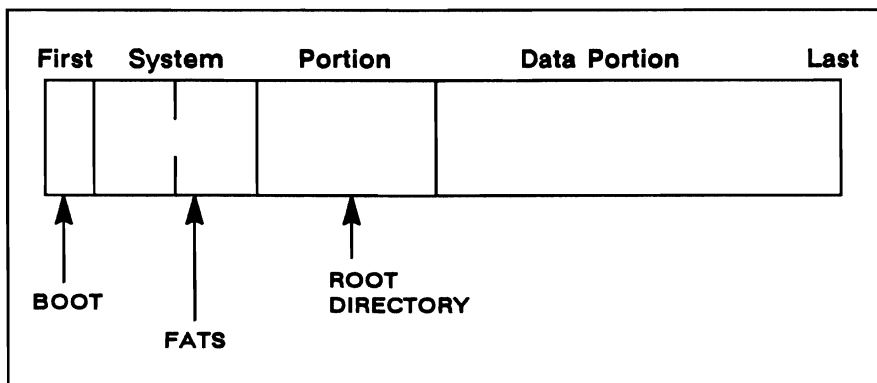 First System Portion Data Portion Last
BOOT
FATS
ROOT
DIRECTORY